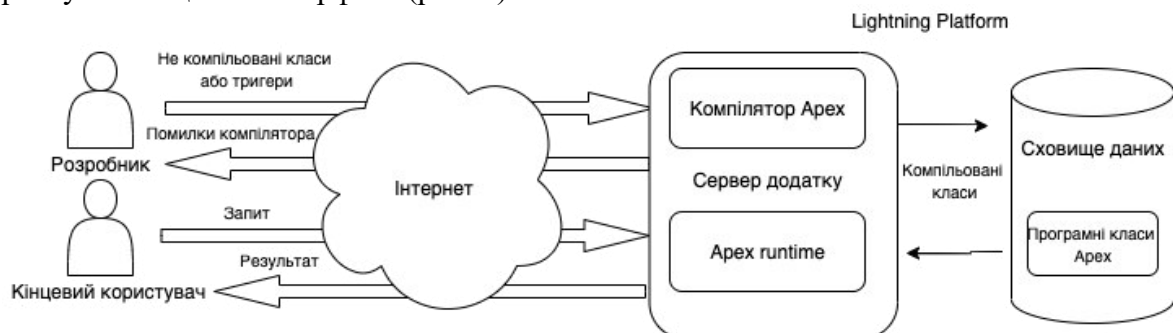 Lightning Platform
Не компільовані класи
або тригери
Помилки компілятора
Розробник
Запит
Результат
Кінцевий користувач
Інтернет
Компілятор Apex
Сервер додатку
Apex runtime
Компільовані
класи
Сховище даних
Програмні класи
Apex